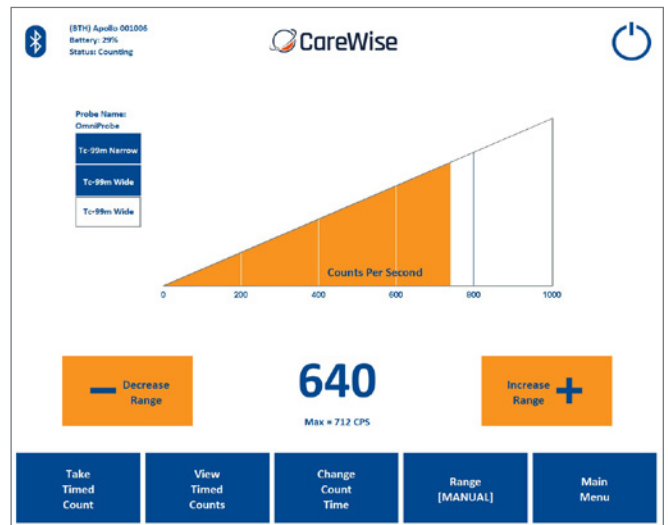 (BTH) Apollo 001006
Battery: 29%
Status: Counting
CareWise
Probe Name:
OmniProbe
Tc-99m Narrow
Tc-99m Wide
Tc-99m Wide
Counts Per Second
0 200 400 600 800 1000
Decrease
Range
640
Max = 712 CPS
Increase
Range
Take
Timed
Count
View
Timed
Counts
Change
Count
Time
Range
[MANUAL]
Main
Menu